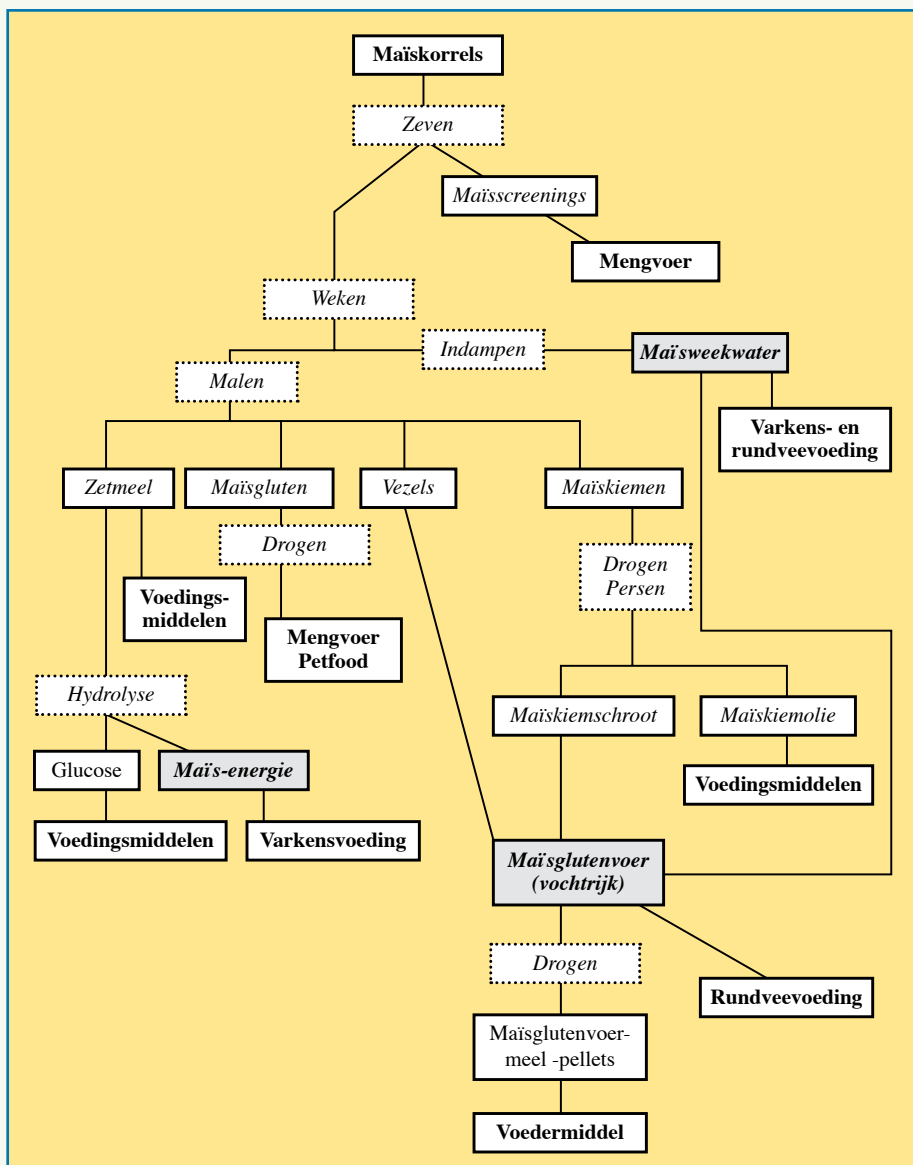 Maïskorrels
Zeven
Maïsscreenings
Mengvoer
Weken
Indampen
Maïsweekwater
Malen
Varkens- en
rundveevoeding
Zetmeel
Maïsgluten
Vezels
Maïskiemen
Drogen
Drogen
Persen
Voedings-
middelen
Mengvoer
Petfood
Hydrolyse
Maïskiemschroot
Maïskiemolie
Glucose
Maïs-energie
Voedingsmiddelen
Voedingsmiddelen
Varkensvoeding
Maïsglutenvoer
(vochtrijk)
Drogen
Rundveevoeding
Maïsglutenvoer-
meel -pellets
Voedermiddel